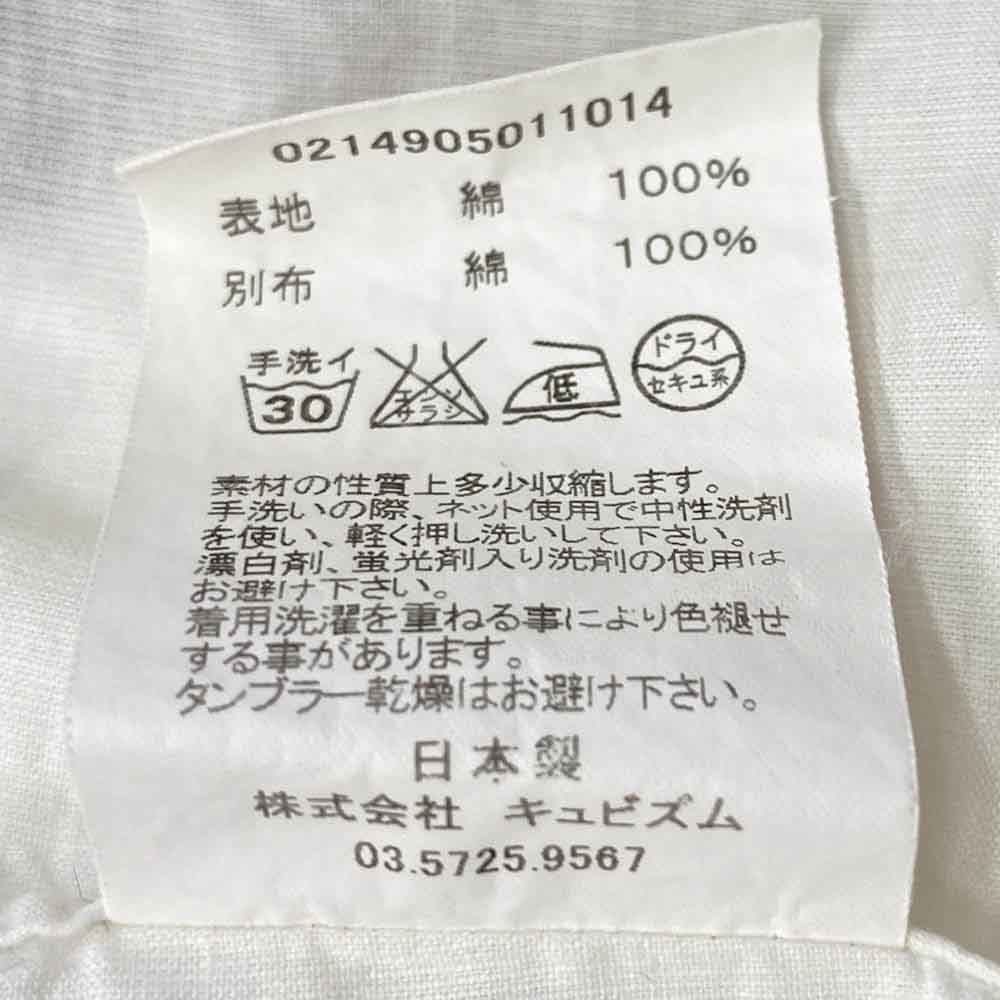 0214905011014
表地 綿 100%
別布 綿 100%
手洗イ
30
エンソ
サラシ
低
ドライ
セキユ系
素材の性質上多少収縮します。
手洗いの際、ネット使用で中性洗剤
を使い、軽く押し洗いして下さい。
漂白剤、蛍光剤入り洗剤の使用は
お避け下さい。
着用洗濯を重ねる事により色褪せ
する事があります。
タンブラー乾燥はお避け下さい。
日本製
株式会社 キュビズム
03.5725.9567